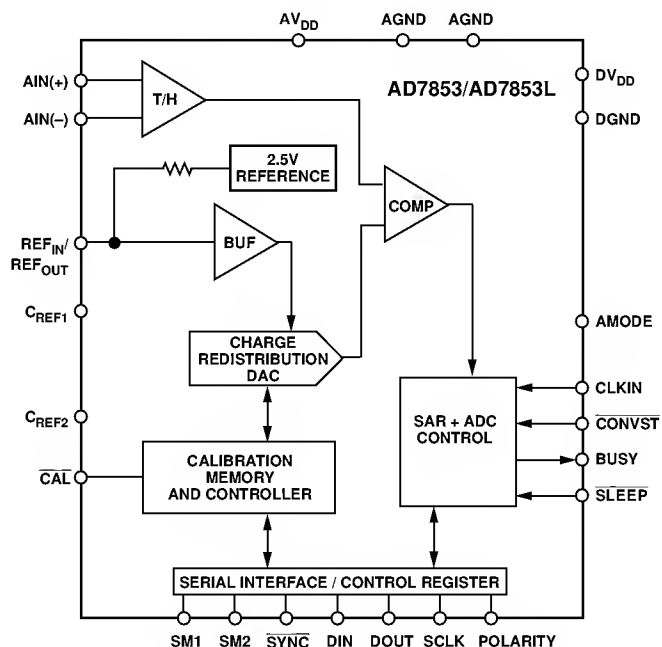 AVDD AGND AGND
AD7853/AD7853L
AIN(+)
AIN(–)
T/H
DVDD
DGND
2.5V
REFERENCE
COMP
BUF
REFIN/
REFOUT
CREF1
AMODE
CHARGE
REDISTRIBUTION
DAC
CLKIN
CREF2
SAR + ADC
CONTROL
CONVST
BUSY
SLEEP
CAL
CALIBRATION
MEMORY
AND CONTROLLER
SERIAL INTERFACE / CONTROL REGISTER
SM1 SM2 SYNC DIN DOUT SCLK POLARITY